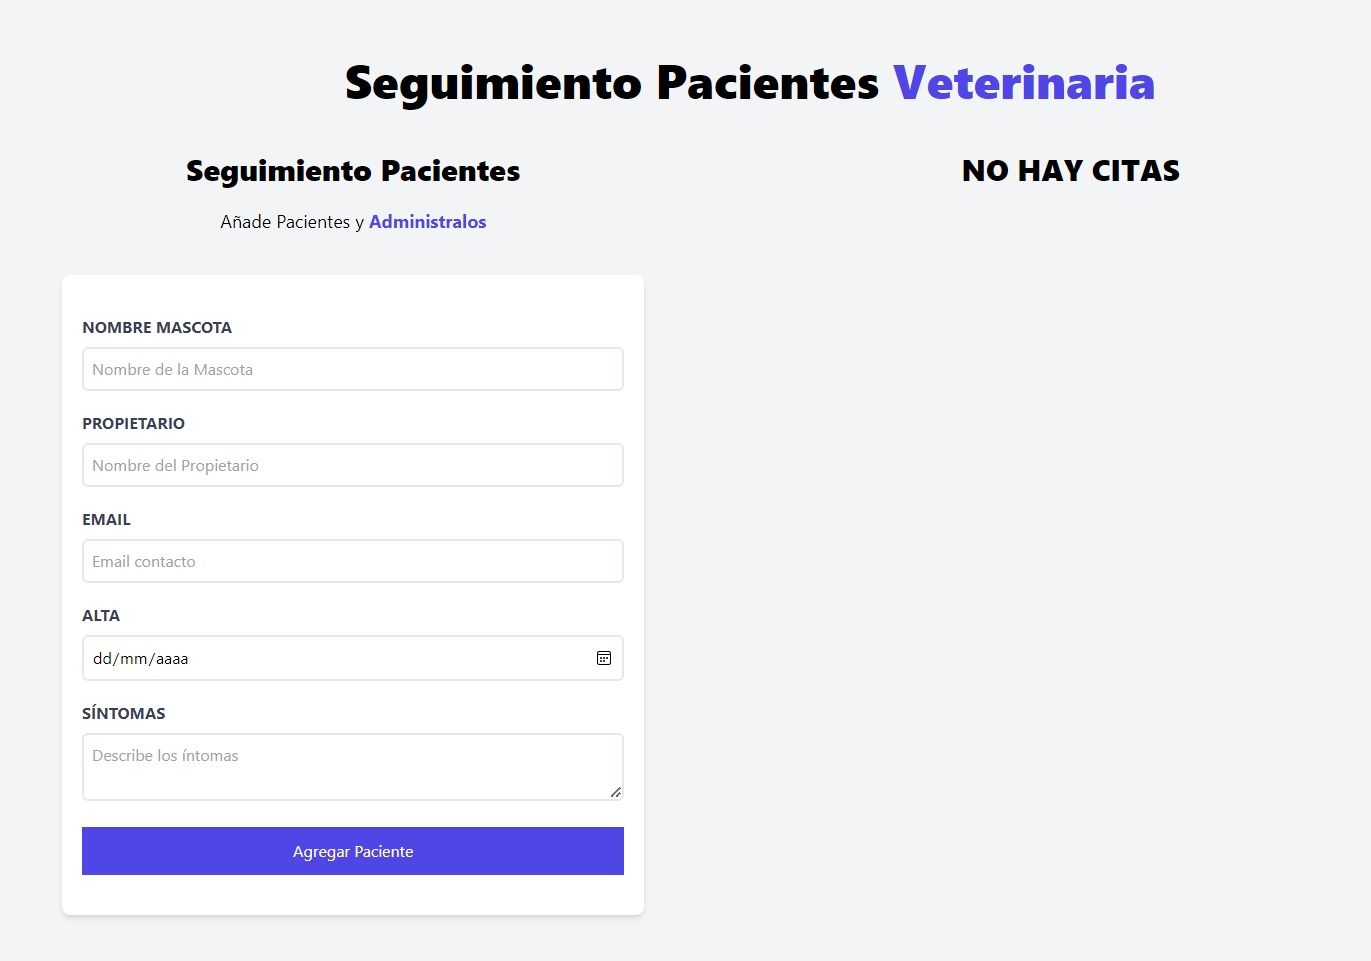 Seguimiento Pacientes Veterinaria
Seguimiento Pacientes
Añade Pacientes y Administralos
NOMBRE MASCOTA
Nombre de la Mascota
PROPIETARIO
Nombre del Propietario
EMAIL
Email contacto
ALTA
dd/mm/aaaa
SÍNTOMAS
Describe los íntomas
Agregar Paciente
NO HAY CITAS